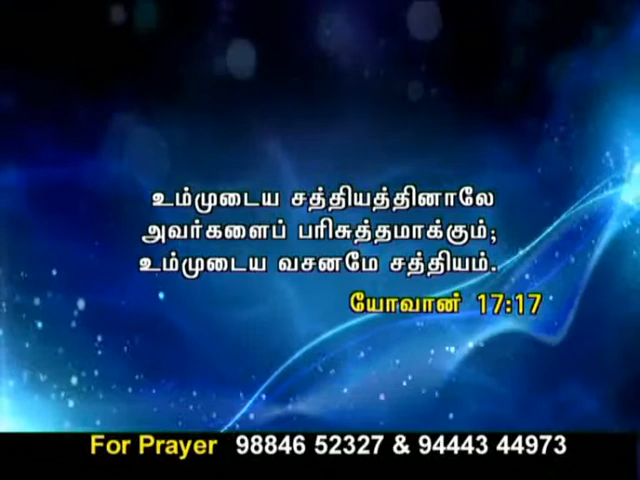 உம்முடைய சத்தியத்தினாலே
அவர்களைப் பரிசுத்தமாக்கும்;
உம்முடைய வசனமே சத்தியம்.
யோவான் 17:17
For Prayer 98846 52327 & 94443 44973